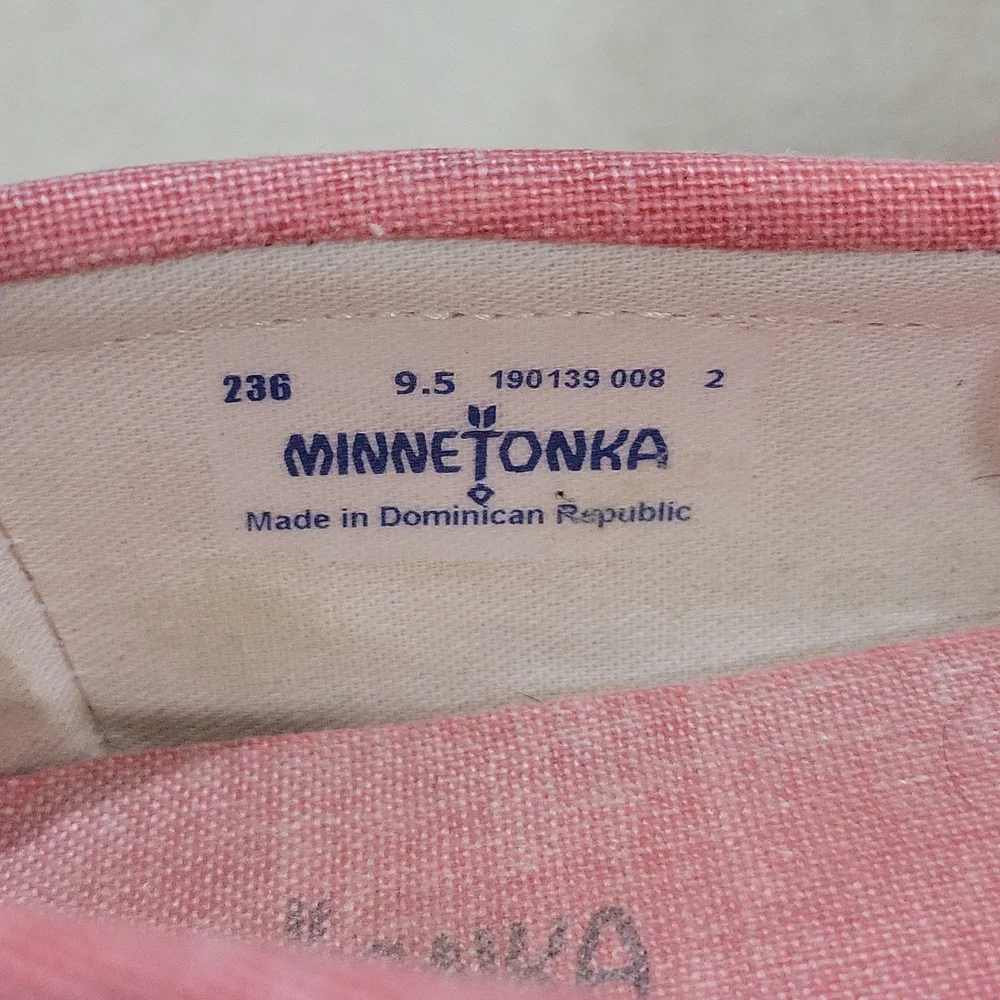 236 9.5 190139 008 2
MINNETONKA
Made in Dominican Republic